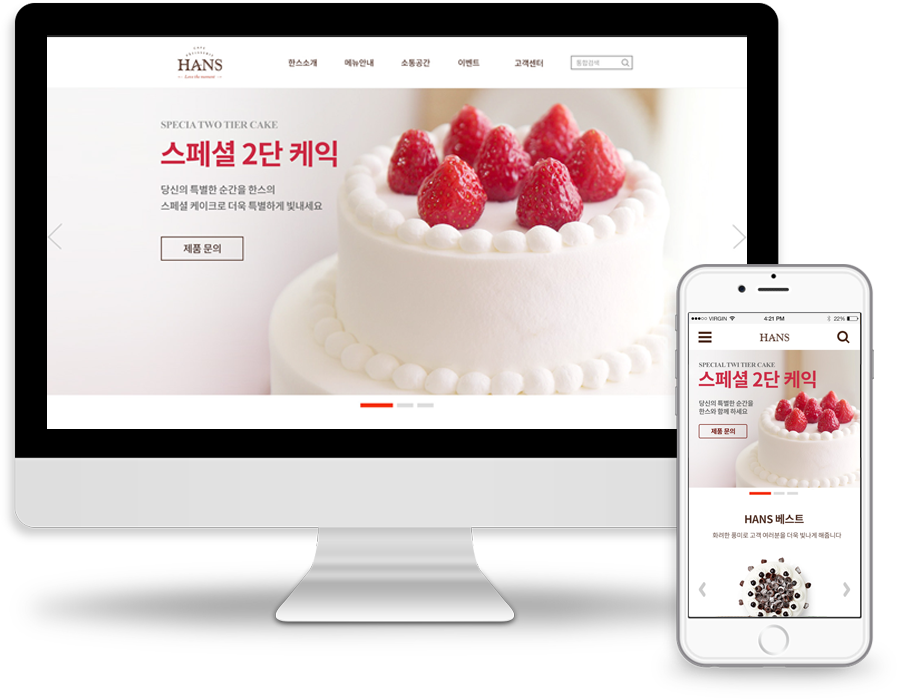 CAFE
PATISSERIE
HANS
Love the moment
한스소개 메뉴안내 소통공간 이벤트 고객센터 통합검색
SPECIA TWO TIER CAKE
스페셜 2단 케익
당신의 특별한 순간을 한스의
스페셜 케이크로 더욱 특별하게 빛내세요
제품 문의
VIRGIN 4:21 PM 22%
HANS
SPECIAL TWI TIER CAKE
스페셜 2단 케익
당신의 특별한 순간을
한스와 함께 하세요
제품 문의
HANS 베스트
화려한 풍미로 고객 여러분을 더욱 빛나게 해줍니다